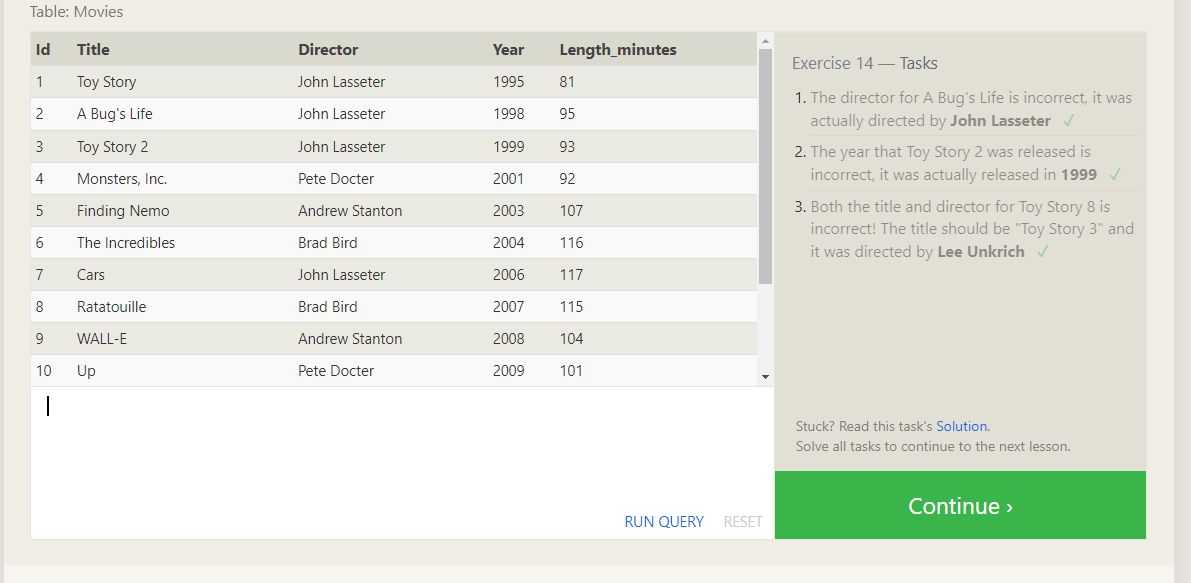 Table: Movies
Id Title Director Year Length_minutes
1 Toy Story John Lasseter 1995 81
2 A Bug's Life John Lasseter 1998 95
3 Toy Story 2 John Lasseter 1999 93
4 Monsters, Inc. Pete Docter 2001 92
5 Finding Nemo Andrew Stanton 2003 107
6 The Incredibles Brad Bird 2004 116
7 Cars John Lasseter 2006 117
8 Ratatouille Brad Bird 2007 115
9 WALL-E Andrew Stanton 2008 104
10 Up Pete Docter 2009 101
RUN QUERY RESET
Exercise 14 — Tasks
1. The director for A Bug's Life is incorrect, it was
actually directed by John Lasseter ✓
2. The year that Toy Story 2 was released is
incorrect, it was actually released in 1999 ✓
3. Both the title and director for Toy Story 8 is
incorrect! The title should be "Toy Story 3" and
it was directed by Lee Unkrich ✓
Stuck? Read this task's Solution.
Solve all tasks to continue to the next lesson.
Continue ›